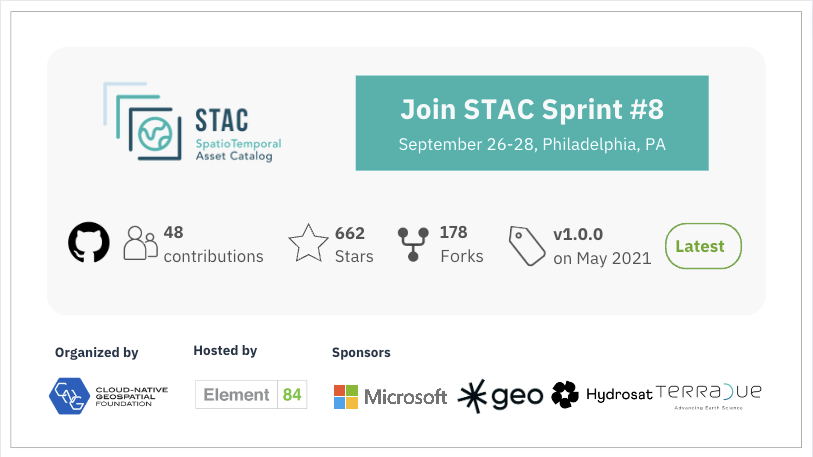 STAC
SpatioTemporal
Asset Catalog
Join STAC Sprint #8
September 26-28, Philadelphia, PA
48
contributions
662
Stars
178
Forks
v1.0.0
on May 2021
Latest
Organized by
Hosted by
Sponsors
CNG
CLOUD-NATIVE
GEOSPATIAL
FOUNDATION
Element 84
Microsoft
geo
Hydrosat
TERRADUE
Advancing Earth Science